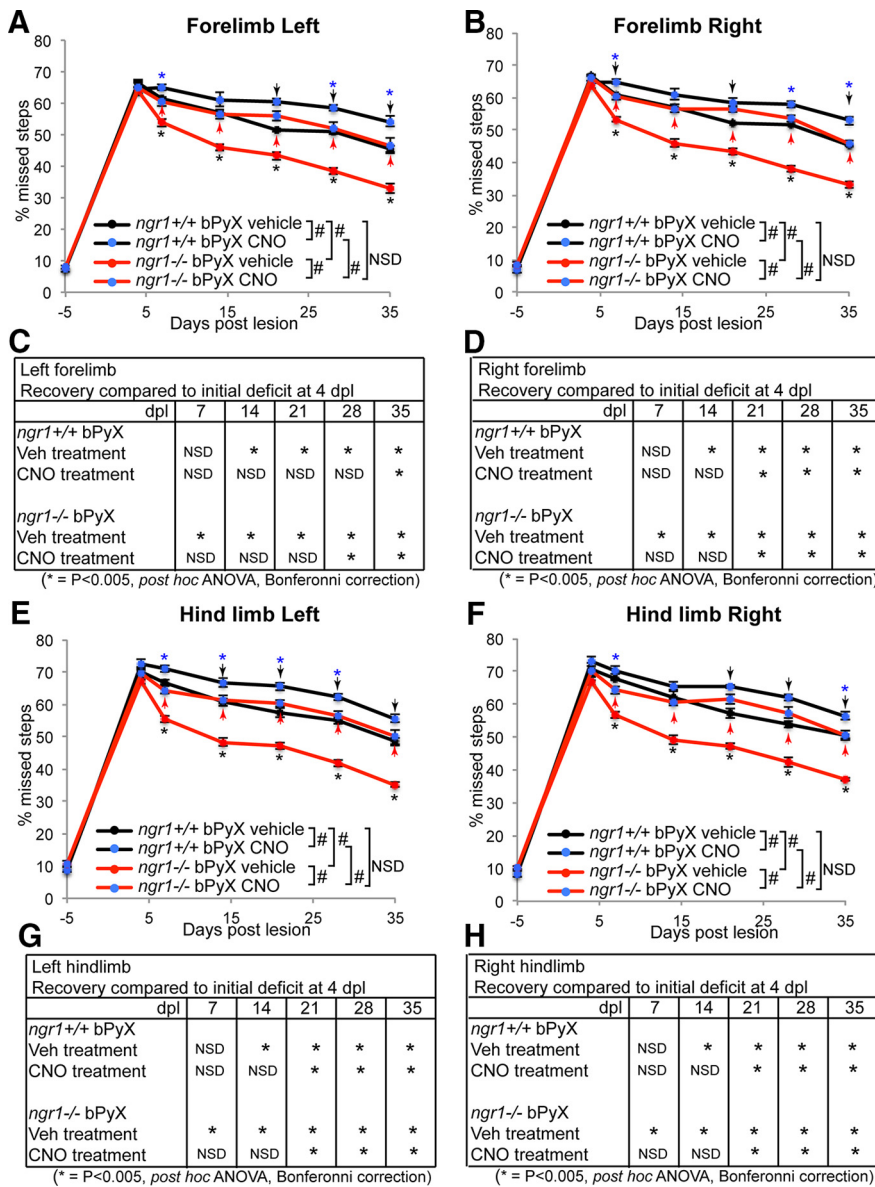 A
Forelimb Left
80
70
60
50
40
30
20
10
0
% missed steps
* * *
* * * * *
ngr1+/+ bPyX vehicle
ngr1+/+ bPyX CNO
ngr1-/- bPyX vehicle
ngr1-/- bPyX CNO
# # # # NSD
-5 5 15 25 35
Days post lesion
B
Forelimb Right
80
70
60
50
40
30
20
10
0
% missed steps
* * *
* * * * *
ngr1+/+ bPyX vehicle
ngr1+/+ bPyX CNO
ngr1-/- bPyX vehicle
ngr1-/- bPyX CNO
# # # # NSD
-5 5 15 25 35
Days post lesion
C
Left forelimb
Recovery compared to initial deficit at 4 dpl
dpl 7 14 21 28 35
ngr1+/+ bPyX
Veh treatment NSD * * * *
CNO treatment NSD NSD NSD NSD *
ngr1-/- bPyX
Veh treatment * * * * *
CNO treatment NSD NSD NSD * *
(* = P<0.005, post hoc ANOVA, Bonferonni correction)
D
Right forelimb
Recovery compared to initial deficit at 4 dpl
dpl 7 14 21 28 35
ngr1+/+ bPyX
Veh treatment NSD * * * *
CNO treatment NSD NSD * * *
ngr1-/- bPyX
Veh treatment * * * * *
CNO treatment NSD NSD * * *
(* = P<0.005, post hoc ANOVA, Bonferonni correction)
E
Hind limb Left
80
70
60
50
40
30
20
10
0
% missed steps
* * * *
* * * * *
ngr1+/+ bPyX vehicle
ngr1+/+ bPyX CNO
ngr1-/- bPyX vehicle
ngr1-/- bPyX CNO
# # # # NSD
-5 5 15 25 35
Days post lesion
F
Hind limb Right
80
70
60
50
40
30
20
10
0
% missed steps
* *
* * * * *
ngr1+/+ bPyX vehicle
ngr1+/+ bPyX CNO
ngr1-/- bPyX vehicle
ngr1-/- bPyX CNO
# # # # NSD
-5 5 15 25 35
Days post lesion
G
Left hindlimb
Recovery compared to initial deficit at 4 dpl
dpl 7 14 21 28 35
ngr1+/+ bPyX
Veh treatment NSD * * * *
CNO treatment NSD NSD * * *
ngr1-/- bPyX
Veh treatment * * * * *
CNO treatment NSD NSD * * *
(* = P<0.005, post hoc ANOVA, Bonferonni correction)
H
Right hindlimb
Recovery compared to initial deficit at 4 dpl
dpl 7 14 21 28 35
ngr1+/+ bPyX
Veh treatment NSD * * * *
CNO treatment NSD NSD * * *
ngr1-/- bPyX
Veh treatment * * * * *
CNO treatment NSD NSD * * *
(* = P<0.005, post hoc ANOVA, Bonferonni correction)